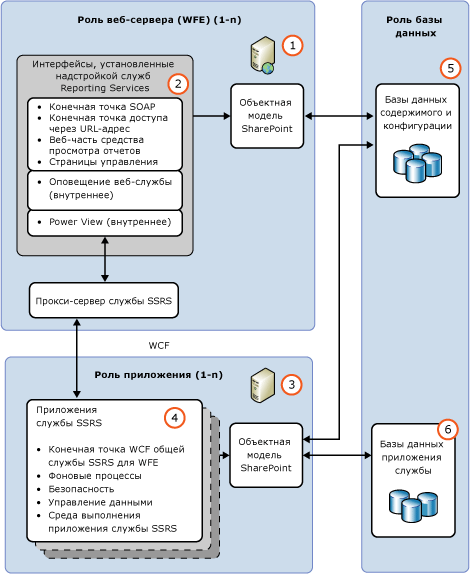 Роль веб-сервера (WFE) (1-n)
1
Интерфейсы, установленные
надстройкой служб
Reporting Services
2
• Конечная точка SOAP
• Конечная точка доступа
через URL-адрес
• Веб-часть средства
просмотра отчетов
• Страницы управления
Оповещение веб-службы
(внутреннее)
Power View (внутреннее)
Объектная
модель
SharePoint
Прокси-сервер службы SSRS
WCF
Роль приложения (1-n)
3
Приложения
службы SSRS
4
• Конечная точка WCF общей
службы SSRS для WFE
• Фоновые процессы
• Безопасность
• Управление данными
• Среда выполнения
приложения службы SSRS
Объектная
модель
SharePoint
Роль базы
данных
5
Базы данных
содержимого и
конфигурации
6
Базы данных
приложения
службы